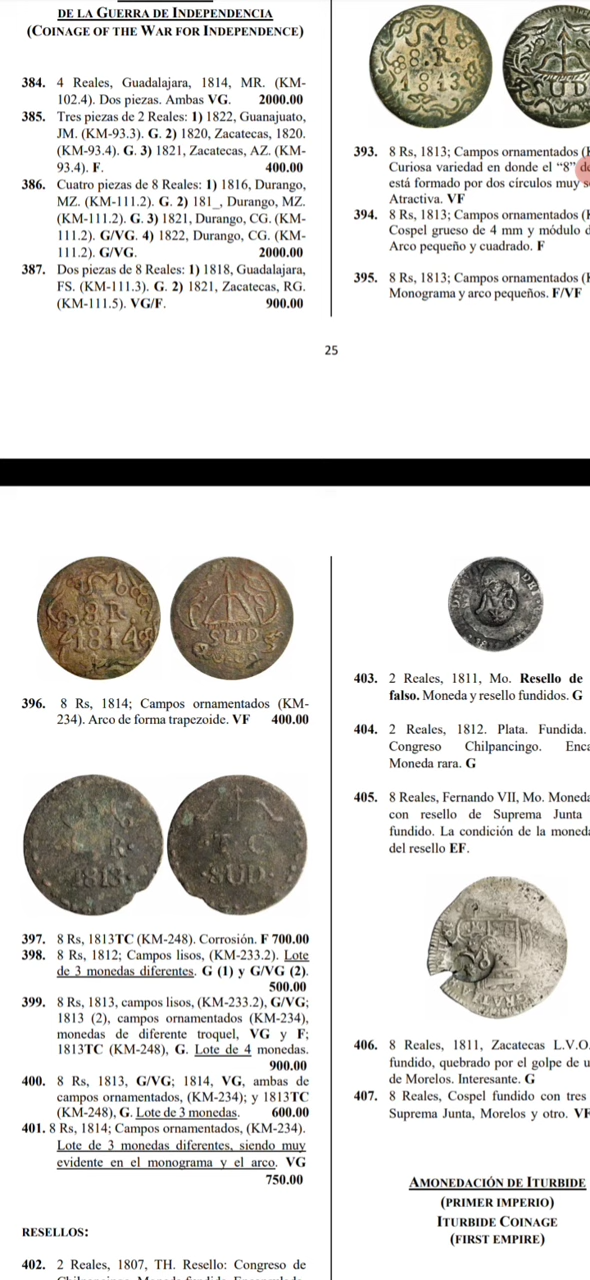 DE LA GUERRA DE INDEPENDENCIA
(COINAGE OF THE WAR FOR INDEPENDENCE)
384. 4 Reales, Guadalajara, 1814, MR. (KM-
102.4). Dos piezas. Ambas VG. 2000.00
385. Tres piezas de 2 Reales: 1) 1822, Guanajuato,
JM. (KM-93.3). G. 2) 1820, Zacatecas, 1820.
(KM-93.4). G. 3) 1821, Zacatecas, AZ. (KM-
93.4). F. 400.00
386. Cuatro piezas de 8 Reales: 1) 1816, Durango,
MZ. (KM-111.2). G. 2) 181_, Durango, MZ.
(KM-111.2). G. 3) 1821, Durango, CG. (KM-
111.2). G/VG. 4) 1822, Durango, CG. (KM-
111.2). G/VG. 2000.00
387. Dos piezas de 8 Reales: 1) 1818, Guadalajara,
FS. (KM-111.3). G. 2) 1821, Zacatecas, RG.
(KM-111.5). VG/F. 900.00
8.R.
1813
SUD
393. 8 Rs, 1813; Campos ornamentados (
Curiosa variedad en donde el “8” de
está formado por dos círculos muy
Atractiva. VF
394. 8 Rs, 1813; Campos ornamentados (
Cospel grueso de 4 mm y módulo
Arco pequeño y cuadrado. F
395. 8 Rs, 1813; Campos ornamentados (
Monograma y arco pequeños. F/VF
25
8.R
1814
SUD
396. 8 Rs, 1814; Campos ornamentados (KM-
234). Arco de forma trapezoide. VF 400.00
R.
1813
T C
SUD
397. 8 Rs, 1813TC (KM-248). Corrosión. F 700.00
398. 8 Rs, 1812; Campos lisos, (KM-233.2). Lote
de 3 monedas diferentes. G (1) y G/VG (2).
500.00
399. 8 Rs, 1813, campos lisos, (KM-233.2), G/VG;
1813 (2), campos ornamentados (KM-234),
monedas de diferente troquel, VG y F;
1813TC (KM-248), G. Lote de 4 monedas.
900.00
400. 8 Rs, 1813, G/VG; 1814, VG, ambas de
campos ornamentados, (KM-234); y 1813TC
(KM-248), G. Lote de 3 monedas. 600.00
401. 8 Rs, 1814; Campos ornamentados, (KM-234).
Lote de 3 monedas diferentes, siendo muy
evidente en el monograma y el arco. VG
750.00
RESELLOS:
402. 2 Reales, 1807, TH. Resello: Congreso de
403. 2 Reales, 1811, Mo. Resello de
falso. Moneda y resello fundidos. G
404. 2 Reales, 1812. Plata. Fundida.
Congreso Chilpancingo.
Moneda rara. G
405. 8 Reales, Fernando VII, Mo. Moneda
con resello de Suprema Junta
fundido. La condición de la moneda
del resello EF.
406. 8 Reales, 1811, Zacatecas L.V.O.
fundido, quebrado por el golpe de
de Morelos. Interesante. G
407. 8 Reales, Cospel fundido con tres
Suprema Junta, Morelos y otro. VF
AMONEDACIÓN DE ITURBIDE
(PRIMER IMPERIO)
ITURBIDE COINAGE
(FIRST EMPIRE)